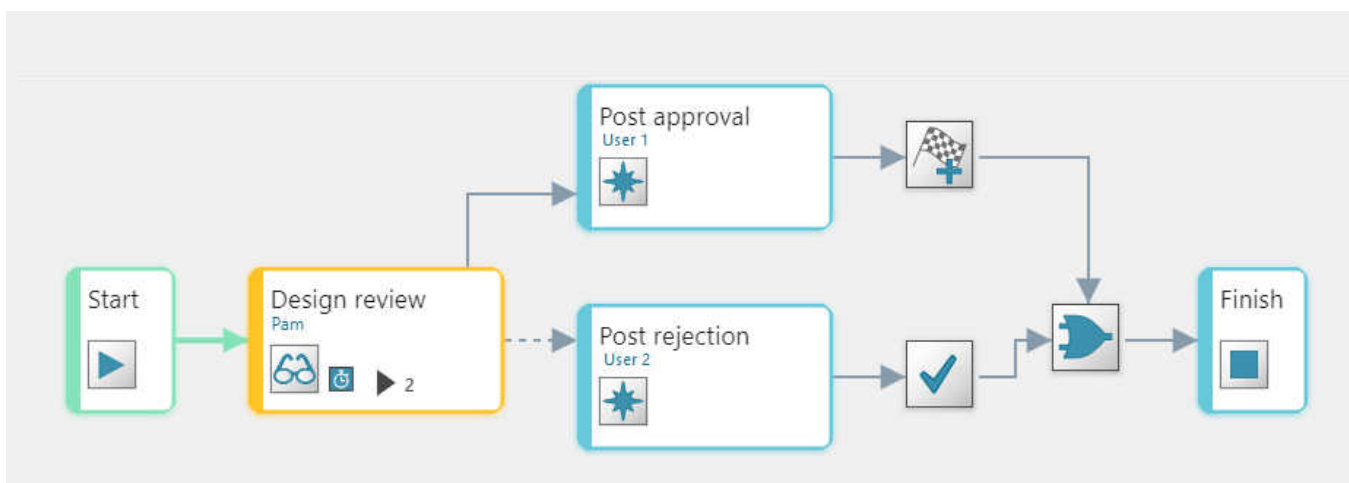 Post approval
User 1
Start
Design review
Pam
2
Post rejection
User 2
Finish